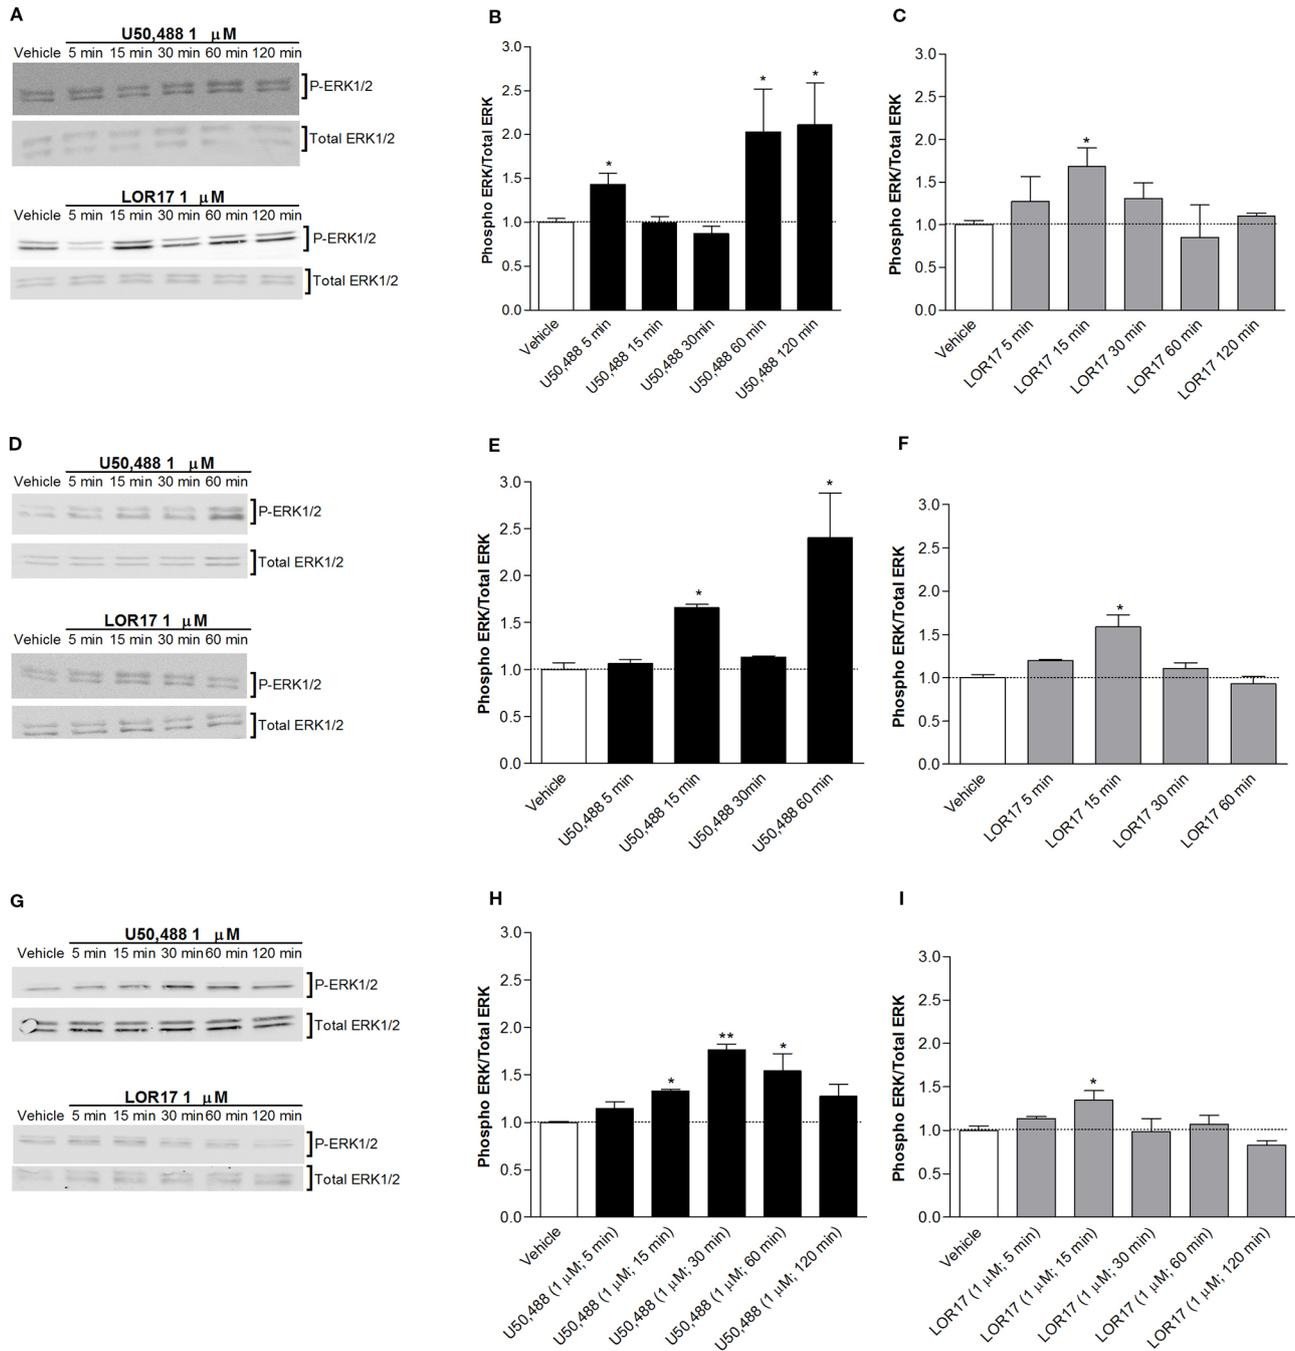 A
U50,488 1 μM
Vehicle 5 min 15 min 30 min 60 min 120 min
P-ERK1/2
Total ERK1/2
LOR17 1 μM
Vehicle 5 min 15 min 30 min 60 min 120 min
P-ERK1/2
Total ERK1/2
B
Phospho ERK/Total ERK
3.0
2.5
2.0
1.5
1.0
0.5
0.0
* * *
Vehicle
U50,488 5 min
U50,488 15 min
U50,488 30min
U50,488 60 min
U50,488 120 min
C
Phospho ERK/Total ERK
3.0
2.5
2.0
1.5
1.0
0.5
0.0
*
Vehicle
LOR17 5 min
LOR17 15 min
LOR17 30 min
LOR17 60 min
LOR17 120 min
D
U50,488 1 μM
Vehicle 5 min 15 min 30 min 60 min
P-ERK1/2
Total ERK1/2
LOR17 1 μM
Vehicle 5 min 15 min 30 min 60 min
P-ERK1/2
Total ERK1/2
E
Phospho ERK/Total ERK
3.0
2.5
2.0
1.5
1.0
0.5
0.0
* *
Vehicle
U50,488 5 min
U50,488 15 min
U50,488 30min
U50,488 60 min
F
Phospho ERK/Total ERK
3.0
2.5
2.0
1.5
1.0
0.5
0.0
*
Vehicle
LOR17 5 min
LOR17 15 min
LOR17 30 min
LOR17 60 min
G
U50,488 1 μM
Vehicle 5 min 15 min 30 min 60 min 120 min
P-ERK1/2
Total ERK1/2
LOR17 1 μM
Vehicle 5 min 15 min 30 min 60 min 120 min
P-ERK1/2
Total ERK1/2
H
Phospho ERK/Total ERK
3.0
2.5
2.0
1.5
1.0
0.5
0.0
* ** *
Vehicle
U50,488 (1 μM; 5 min)
U50,488 (1 μM; 15 min)
U50,488 (1 μM; 30 min)
U50,488 (1 μM; 60 min)
U50,488 (1 μM; 120 min)
I
Phospho ERK/Total ERK
3.0
2.5
2.0
1.5
1.0
0.5
0.0
*
Vehicle
LOR17 (1 μM; 5 min)
LOR17 (1 μM; 15 min)
LOR17 (1 μM; 30 min)
LOR17 (1 μM; 60 min)
LOR17 (1 μM; 120 min)